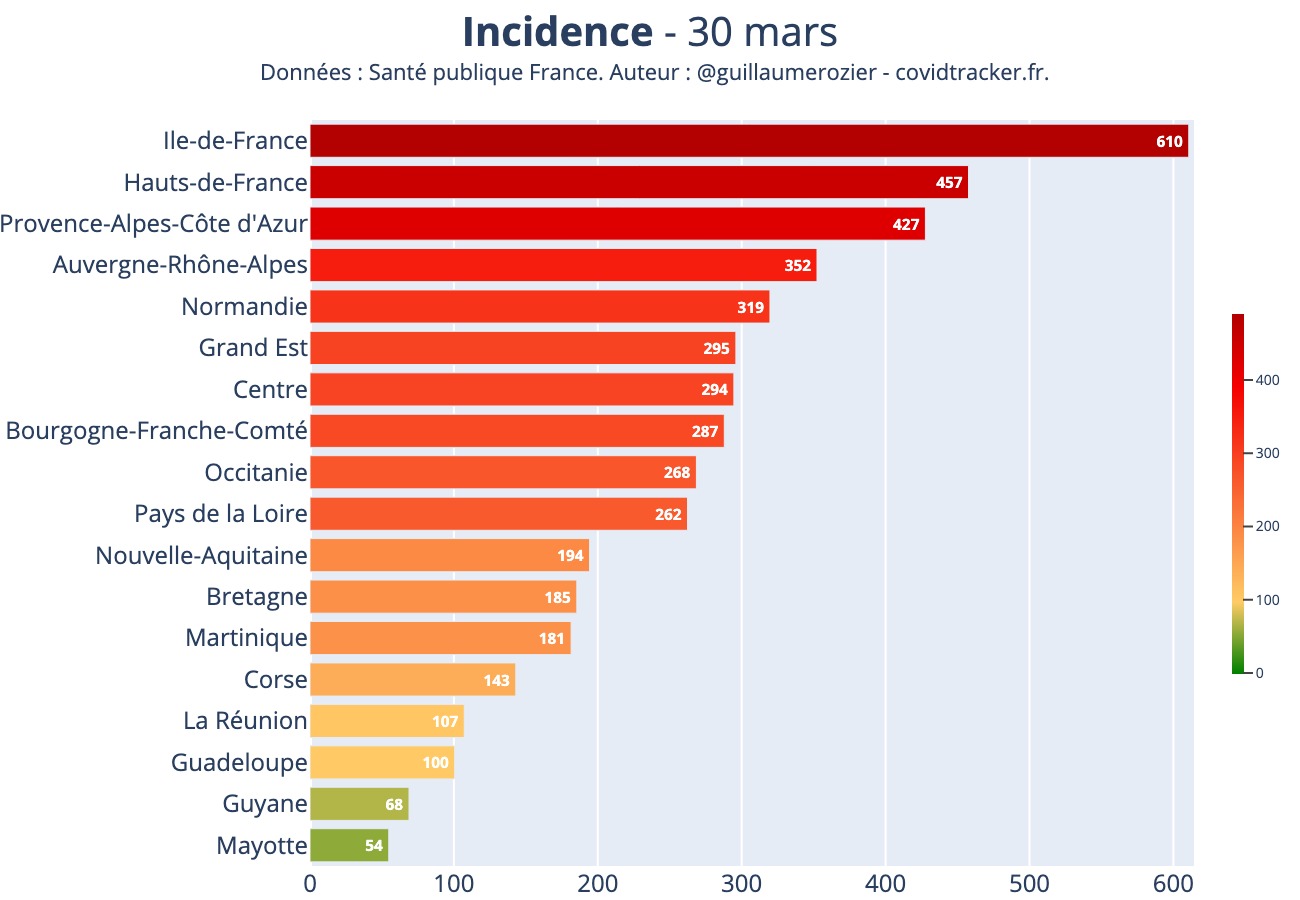 Incidence - 30 mars
Données : Santé publique France. Auteur : @guillaumerozier - covidtracker.fr.
Ile-de-France 610
Hauts-de-France 457
Provence-Alpes-Côte d'Azur 427
Auvergne-Rhône-Alpes 352
Normandie 319
Grand Est 295
Centre 294
Bourgogne-Franche-Comté 287
Occitanie 268
Pays de la Loire 262
Nouvelle-Aquitaine 194
Bretagne 185
Martinique 181
Corse 143
La Réunion 107
Guadeloupe 100
Guyane 68
Mayotte 54
0 100 200 300 400 500 600
400
300
200
100
0